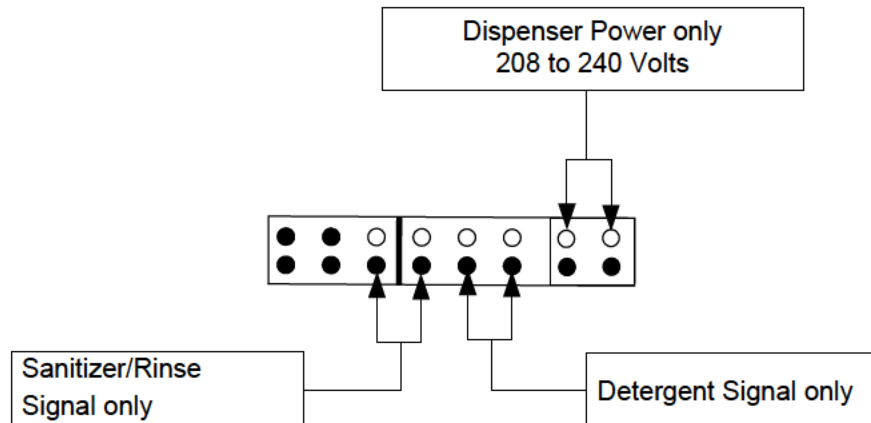 Dispenser Power only
208 to 240 Volts
Sanitizer/Rinse
Signal only
Detergent Signal only